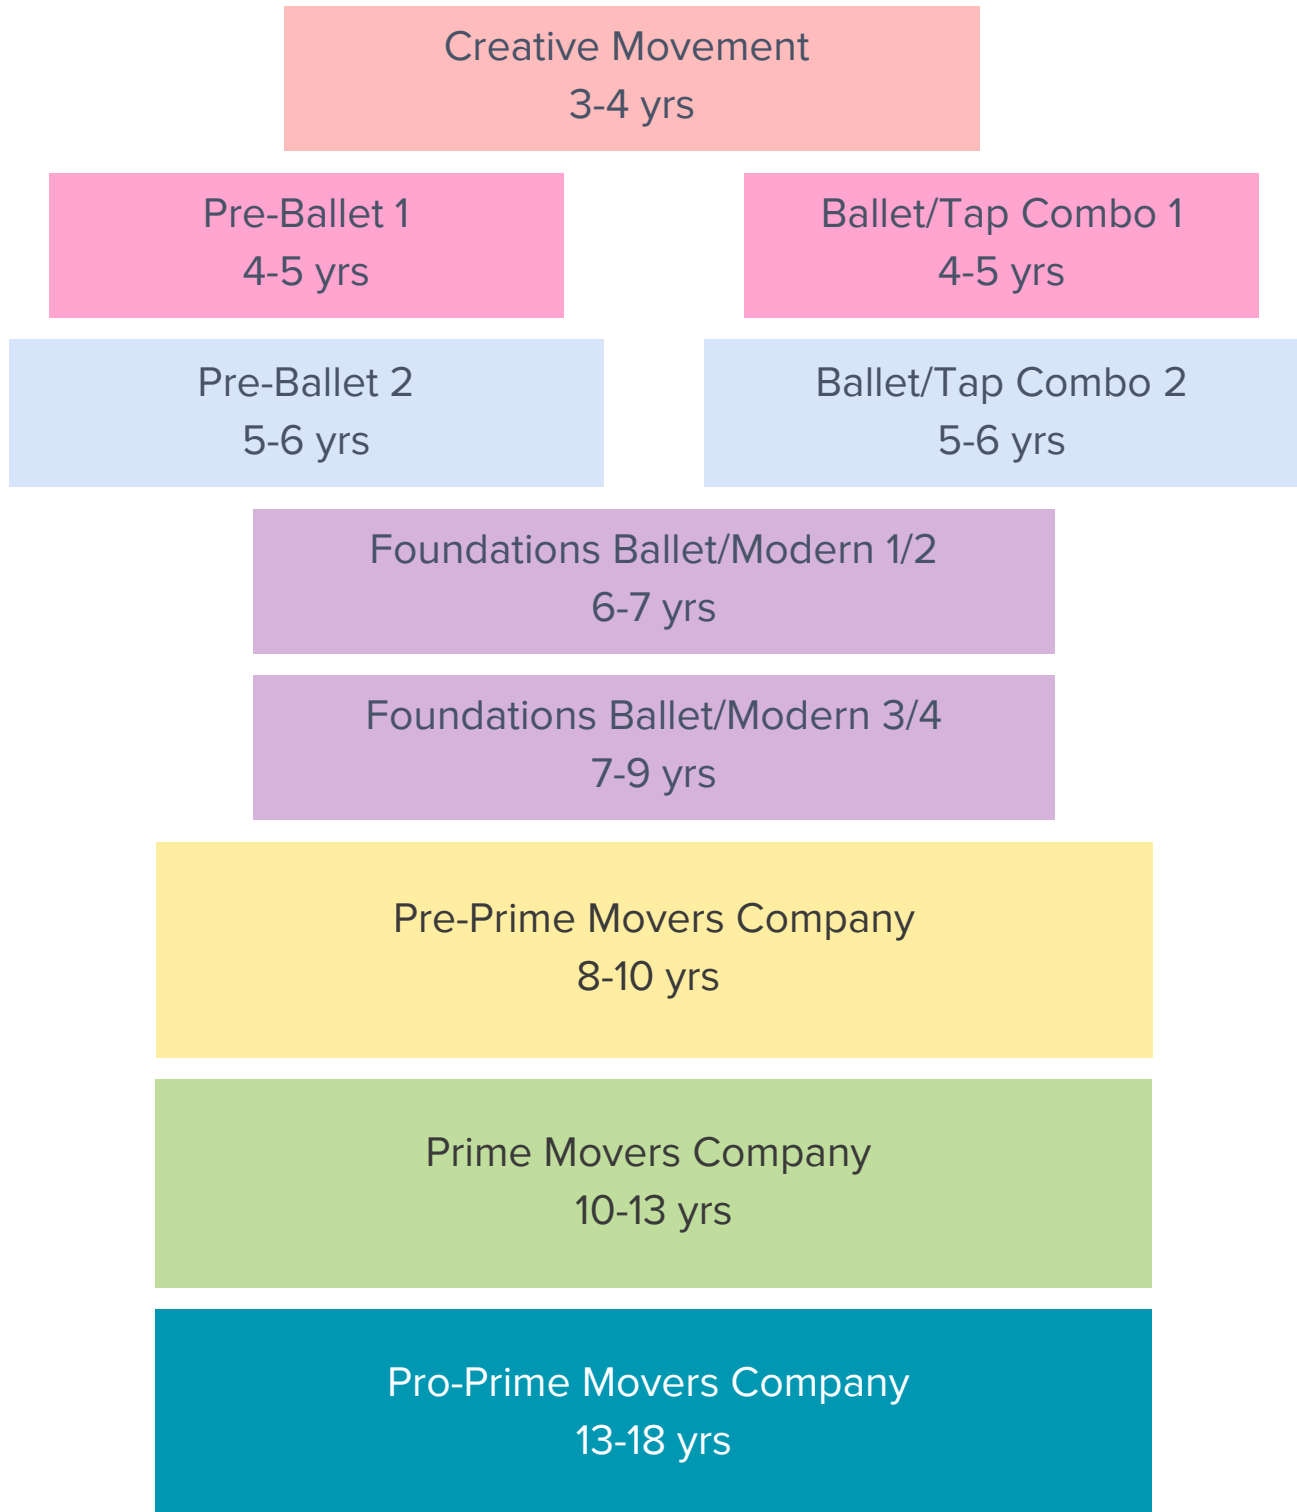 Creative Movement
3-4 yrs
Pre-Ballet 1
4-5 yrs
Ballet/Tap Combo 1
4-5 yrs
Pre-Ballet 2
5-6 yrs
Ballet/Tap Combo 2
5-6 yrs
Foundations Ballet/Modern 1/2
6-7 yrs
Foundations Ballet/Modern 3/4
7-9 yrs
Pre-Prime Movers Company
8-10 yrs
Prime Movers Company
10-13 yrs
Pro-Prime Movers Company
13-18 yrs